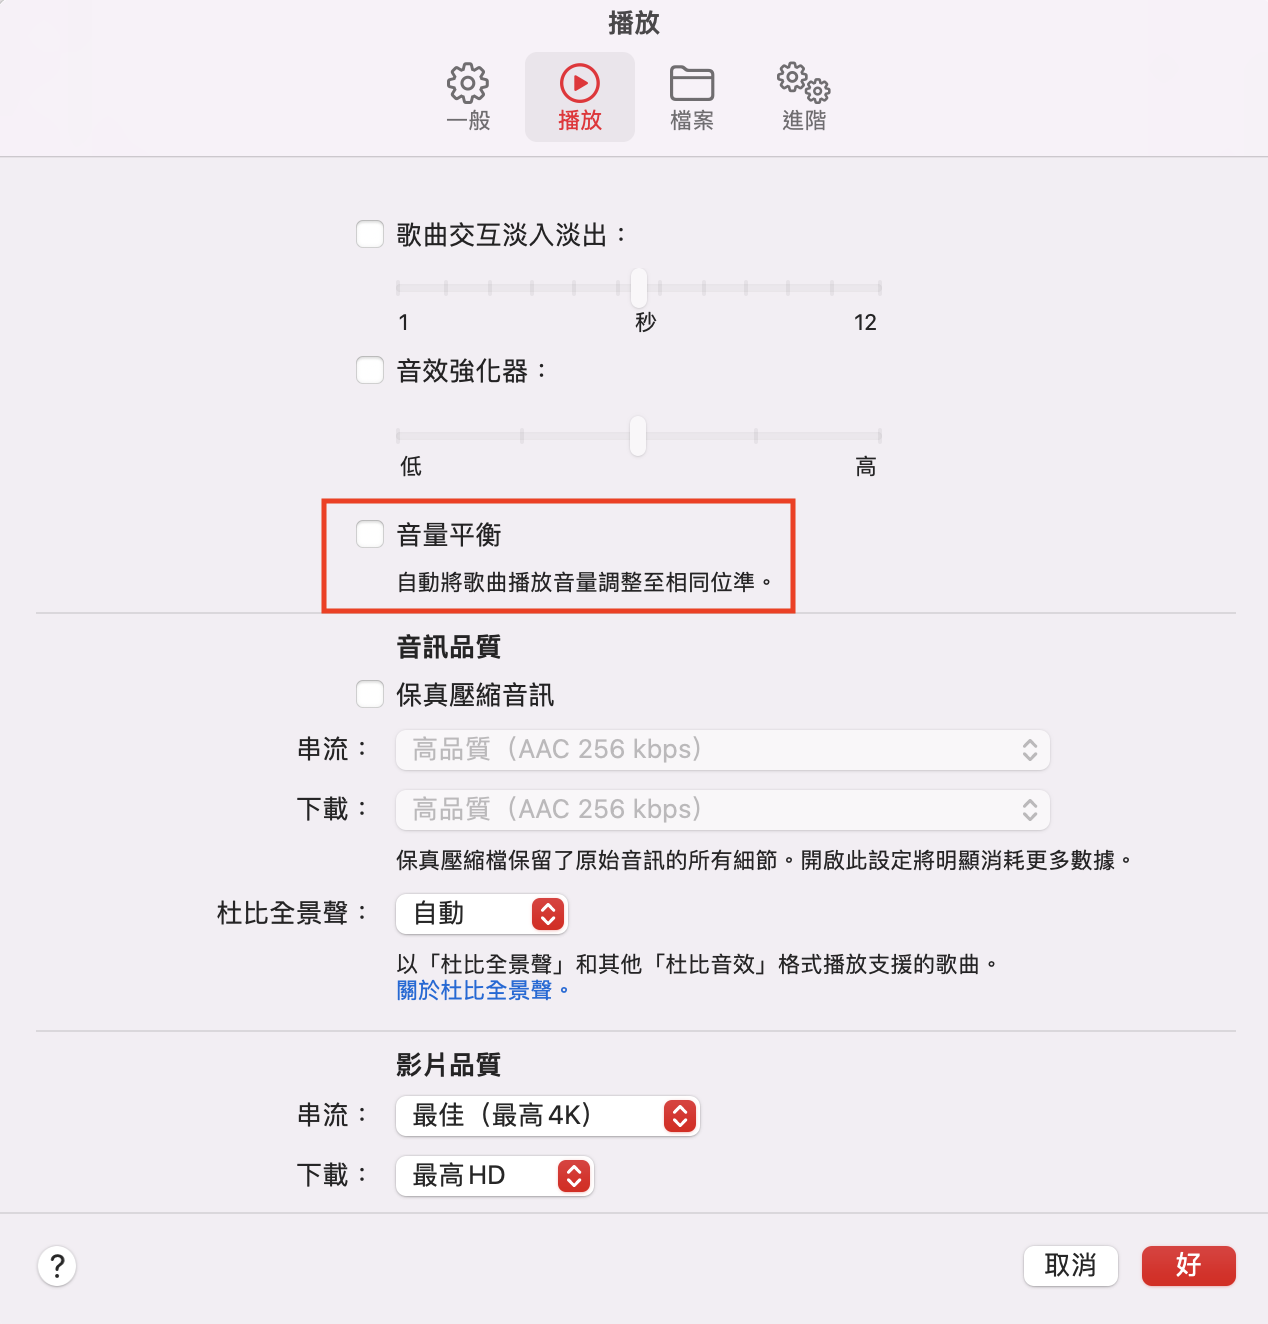 播放
一般
播放
檔案
進階
歌曲交互淡入淡出：
1
秒
12
音效強化器：
低
高
音量平衡
自動將歌曲播放音量調整至相同位準。
音訊品質
保真壓縮音訊
串流： 高品質（AAC 256 kbps）
下載： 高品質（AAC 256 kbps）
保真壓縮檔保留了原始音訊的所有細節。開啟此設定將明顯消耗更多數據。
杜比全景聲： 自動
以「杜比全景聲」和其他「杜比音效」格式播放支援的歌曲。
關於杜比全景聲。
影片品質
串流： 最佳（最高4K）
下載： 最高HD
?
取消
好